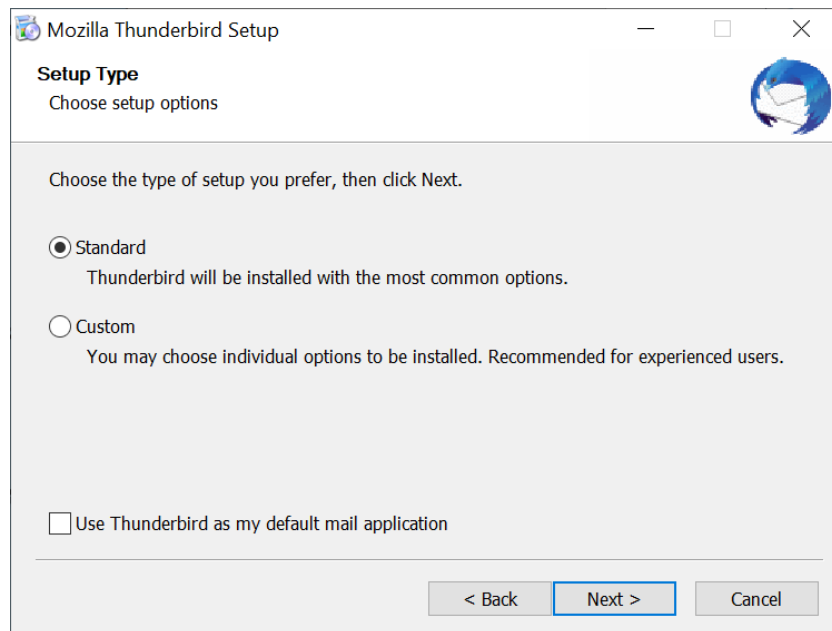 Mozilla Thunderbird Setup
Setup Type
Choose setup options
Choose the type of setup you prefer, then click Next.
Standard
Thunderbird will be installed with the most common options.
Custom
You may choose individual options to be installed. Recommended for experienced users.
Use Thunderbird as my default mail application
< Back
Next >
Cancel